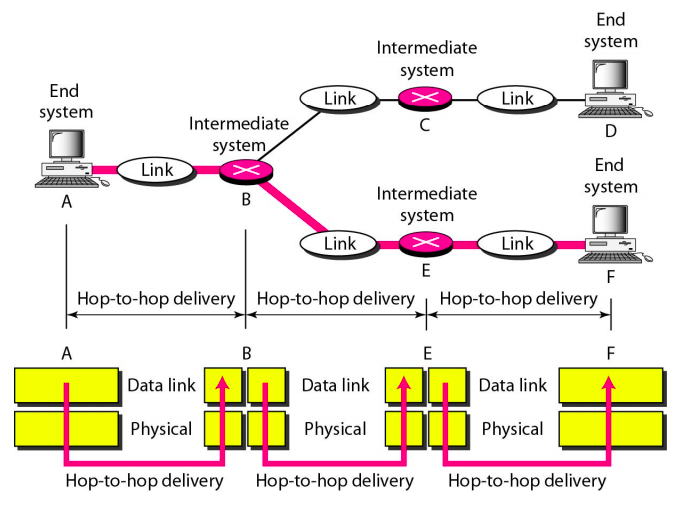 End
system
Intermediate
system
Link
Link
C
D
End
system
Intermediate
system
Link
A
B
Intermediate
system
End
system
Link
Link
E
F
Hop-to-hop delivery
Hop-to-hop delivery
Hop-to-hop delivery
A
B
E
F
Data link
Data link
Data link
Physical
Physical
Physical
Hop-to-hop delivery
Hop-to-hop delivery
Hop-to-hop delivery